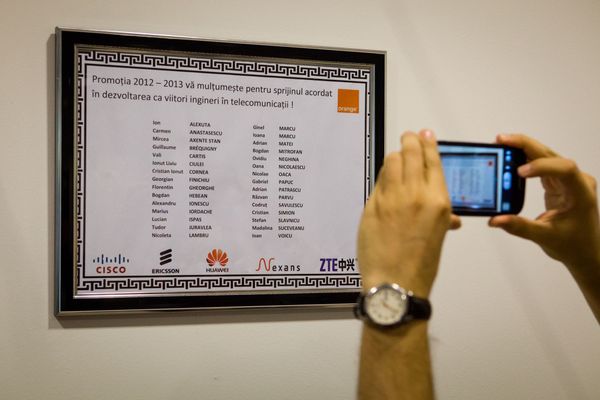 Promoția 2012 – 2013 vă mulțumește pentru sprijinul acordat
în dezvoltarea ca viitori ingineri în telecomunicații !
orange
Ion ALEXUTA
Carmen ANASTASESCU
Mircea AXENTE STAN
Guillaume BRÉQUIGNY
Vali CARTIS
Ionut Liviu CIULEI
Cristian Ionut CORNEA
Georgian FINICHIU
Florentin GHEORGHE
Bogdan HEBEAN
Alexandru IONESCU
Marius IORDACHE
Lucian ISPAS
Tudor IURAVLEA
Nicoleta LAMBRU
Ginel MARCU
Ioana MARCU
Adrian MATEI
Bogdan MITROFAN
Ovidiu NEGHINA
Oana NICOLAESCU
Nicolae OACA
Gabriel PAPUC
Adrian PATRASCU
Răzvan PARVU
Codrut SAVULESCU
Cristian SIMION
Stefan SLAVNICU
Madalina SUCEVEANU
Ioan VOICU
CISCO
ERICSSON
HUAWEI
Nexans
ZTE中兴